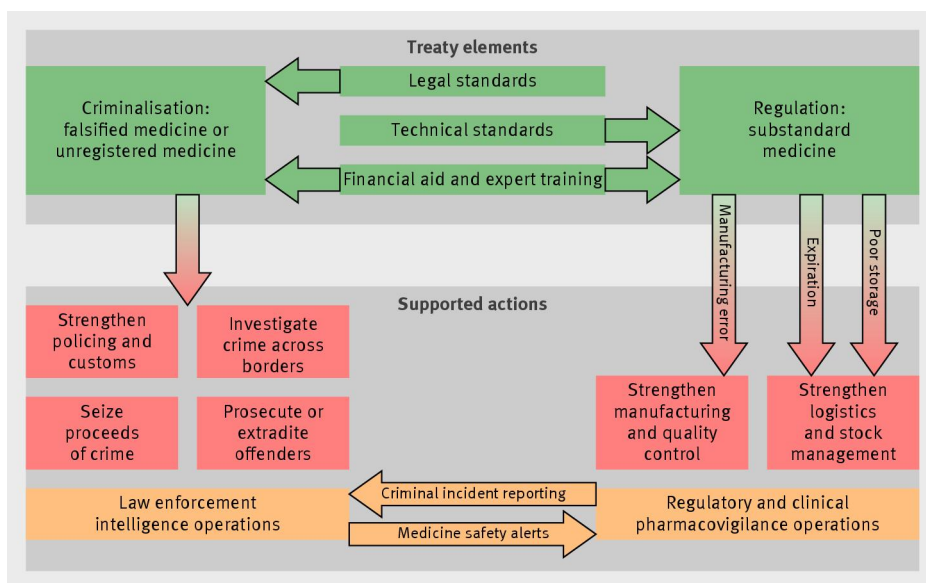 Treaty elements
Criminalisation:
falsified medicine or
unregistered medicine
Legal standards
Technical standards
Financial aid and expert training
Regulation:
substandard
medicine
Manufacturing error
Expiration
Poor storage
Supported actions
Strengthen
policing and
customs
Investigate
crime across
borders
Seize
proceeds
of crime
Prosecute or
extradite
offenders
Strengthen
manufacturing
and quality
control
Strengthen
logistics
and stock
management
Law enforcement
intelligence operations
Criminal incident reporting
Medicine safety alerts
Regulatory and clinical
pharmacovigilance operations